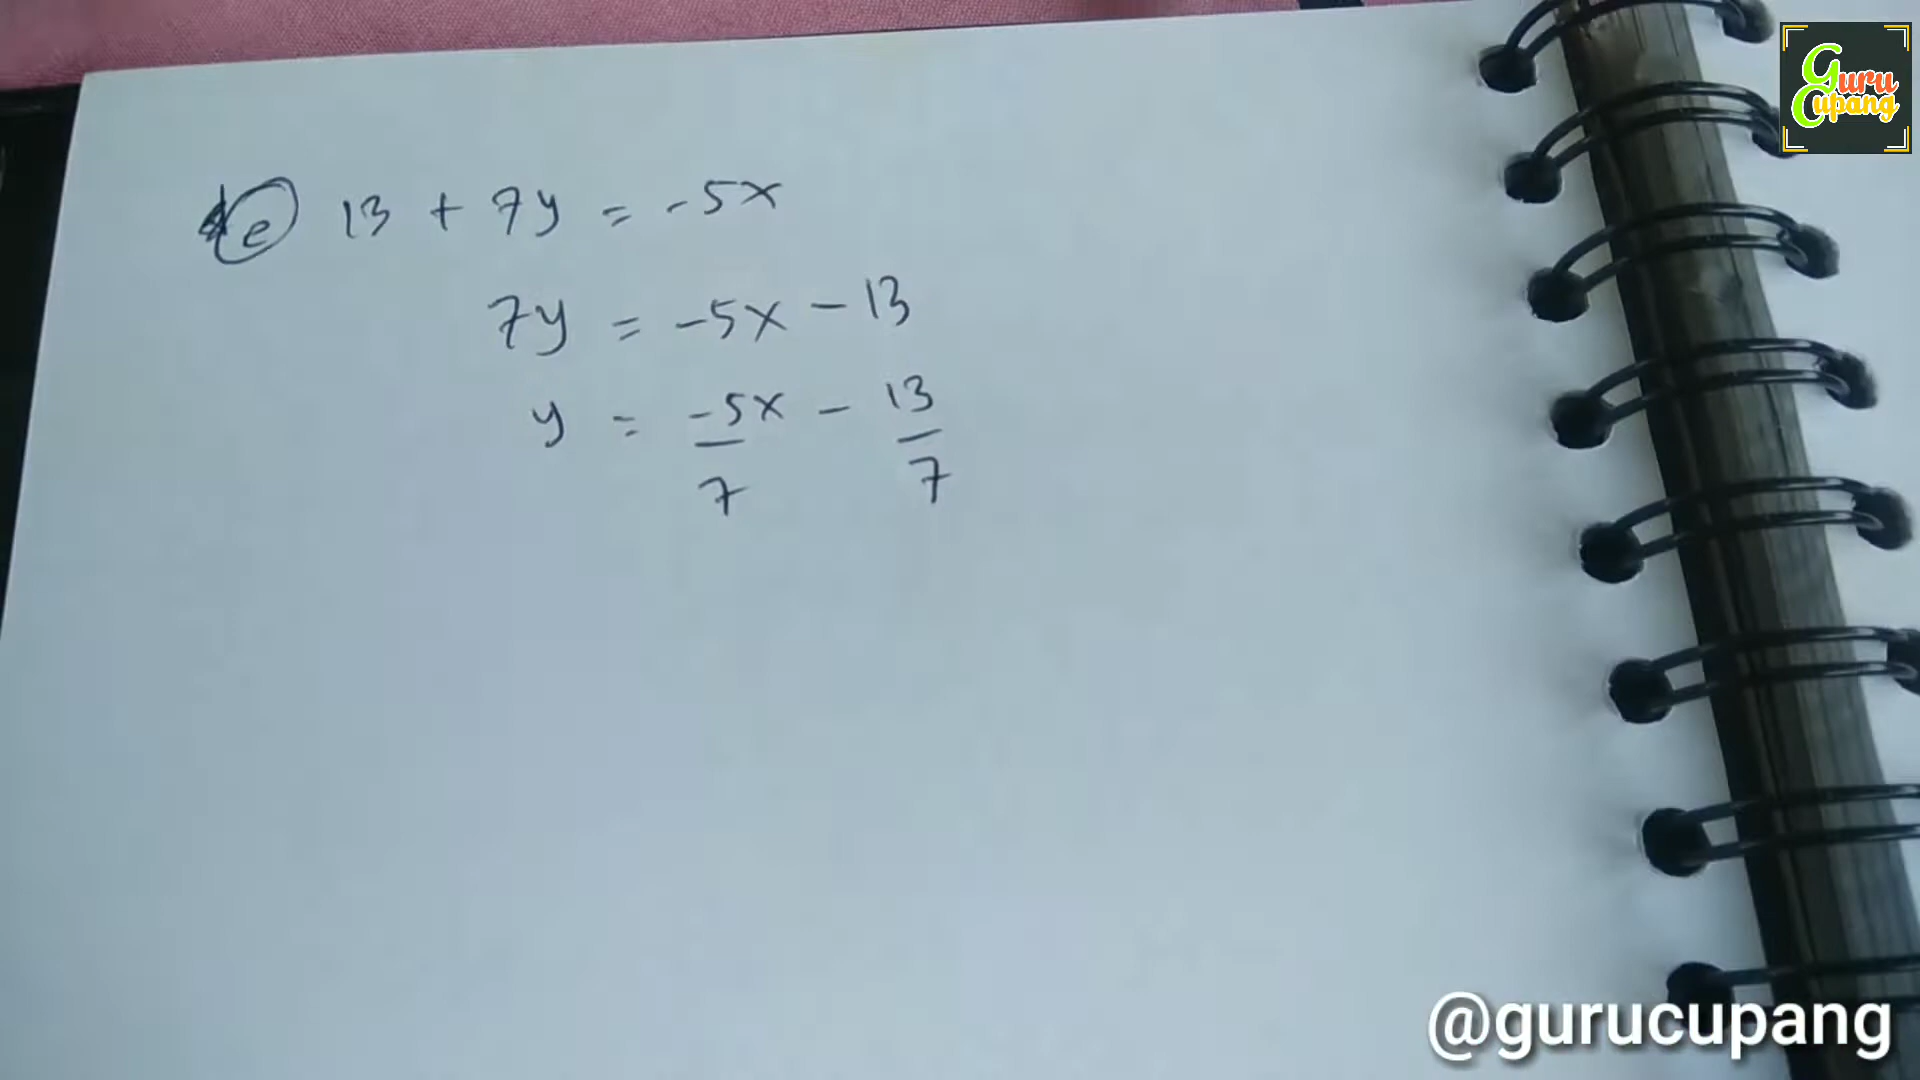 Guru
Cupang
e 13 + 7y = -5x
7y = -5x - 13
y = -5x/7 - 13/7
@gurucupang